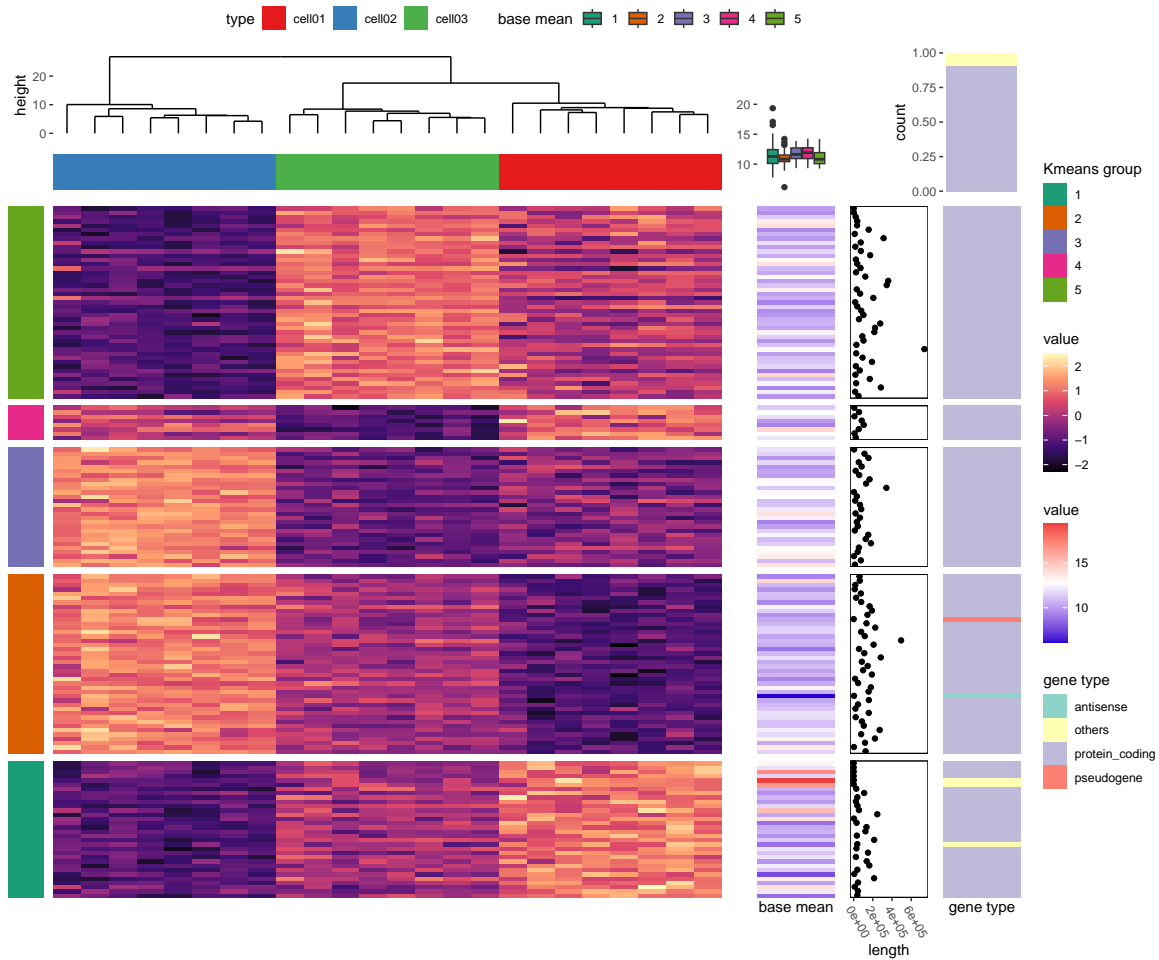 type cell01 cell02 cell03 base mean 1 2 3 4 5
height
20
10
0
20
15
10
count
1.00
0.75
0.50
0.25
0.00
Kmeans group
1
2
3
4
5
value
2
1
0
−1
−2
value
15
10
gene type
antisense
others
protein_coding
pseudogene
base mean
0e+00
2e+05
4e+05
6e+05
length
gene type